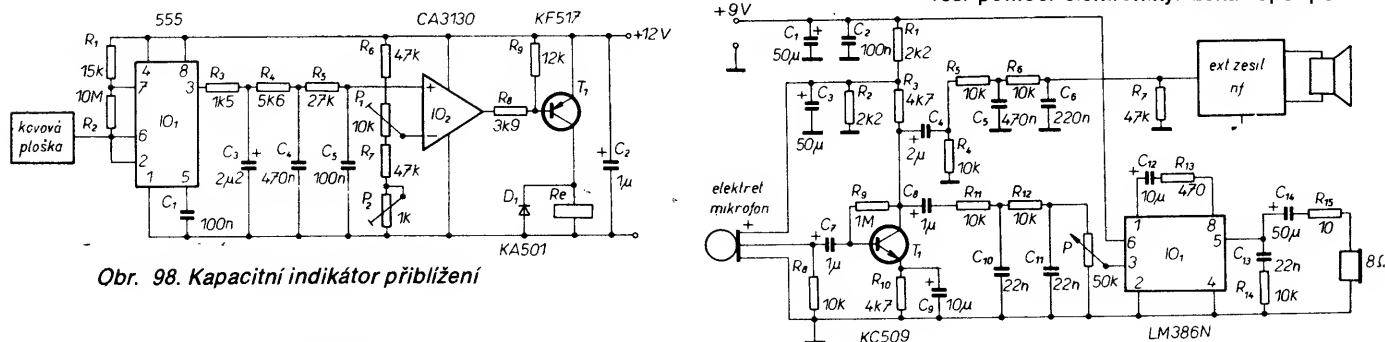 555
CA3130
KF517
+12V
R1
15k
10M
R2
kovová
ploška
4
8
7
3
6
2
1
5
IO1
C1
100n
R3
1k5
R4
5k6
R5
27k
C3
+
2µ2
C4
470n
C5
100n
R6
47k
P1
10k
R7
47k
P2
1k
+
−
IO2
R9
12k
R8
3k9
T1
D1
Re
KA501
C2
+
1µ
Obr. 98. Kapacitní indikátor přiblížení
+9V
C1
+
50µ
C2
100n
R1
2k2
C3
+
50µ
R2
2k2
R3
4k7
C4
+
2µ
R4
10k
R5
10k
R6
10k
C5
470n
C6
220n
R7
47k
ext zesil
nf
elektret
mikrofon
+
R8
10k
C7
+
1µ
R9
1M
T1
R10
4k7
C9
+
10µ
C8
+
1µ
R11
10k
R12
10k
C10
22n
C11
22n
P
50k
C12
+
10µ
R13
470
1
8
6
5
3
2
4
IO1
C14
+
50µ
R15
10
C13
22n
R14
10k
8Ω
KC509
LM386N